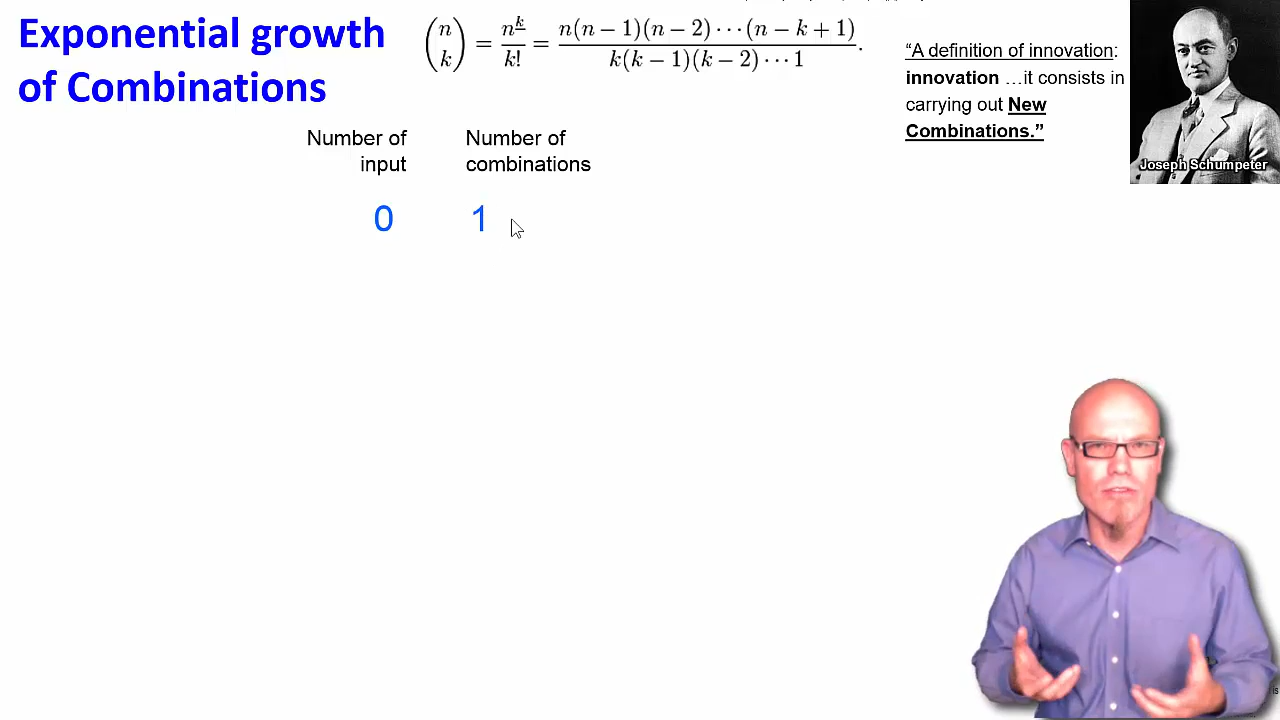 Exponential growth
of Combinations
(n k) = n^k / k! = n(n − 1)(n − 2) ⋯ (n − k + 1) / k(k − 1)(k − 2) ⋯ 1 .
“A definition of innovation:
innovation …it consists in
carrying out New
Combinations.”
Joseph Schumpeter
Number of input
Number of combinations
0 1